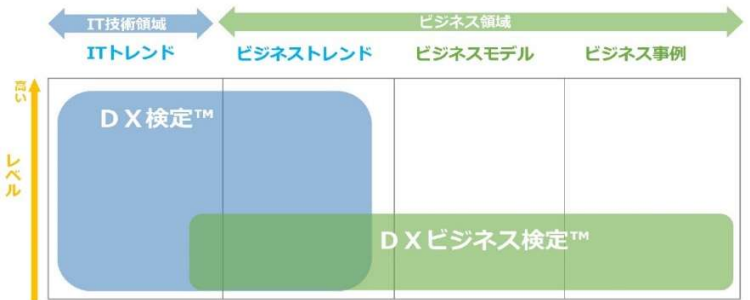 IT技術領域 ビジネス領域
ITトレンド ビジネストレンド ビジネスモデル ビジネス事例
高い
レベル
DX検定™
DXビジネス検定™